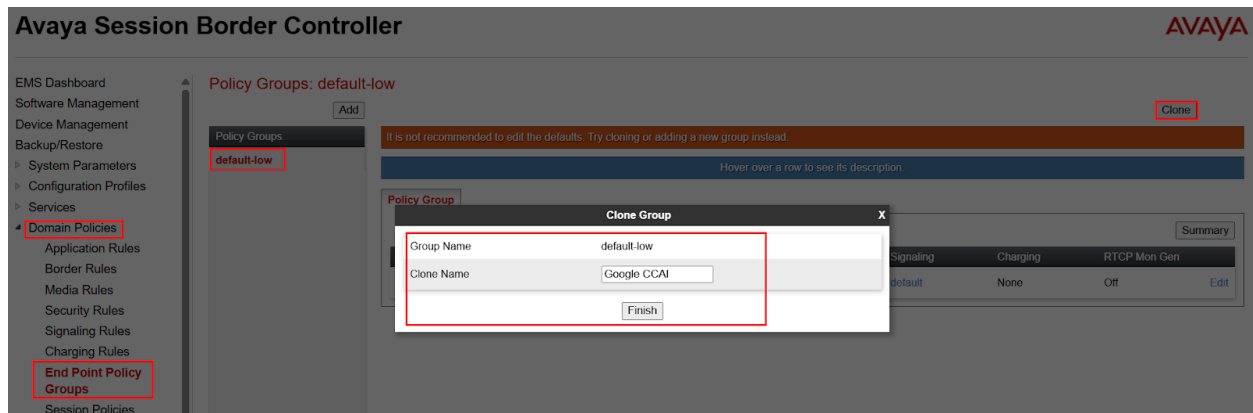 Avaya Session Border Controller
AVAYA
EMS Dashboard
Software Management
Device Management
Backup/Restore
System Parameters
Configuration Profiles
Services
Domain Policies
Application Rules
Border Rules
Media Rules
Security Rules
Signaling Rules
Charging Rules
End Point Policy
Groups
Session Policies
Policy Groups: default-low
Add
Clone
Policy Groups
default-low
It is not recommended to edit the defaults. Try cloning or adding a new group instead.
Hover over a row to see its description.
Policy Group
Summary
Signaling Charging RTCP Mon Gen
default None Off Edit
Clone Group X
Group Name default-low
Clone Name Google CCAI
Finish